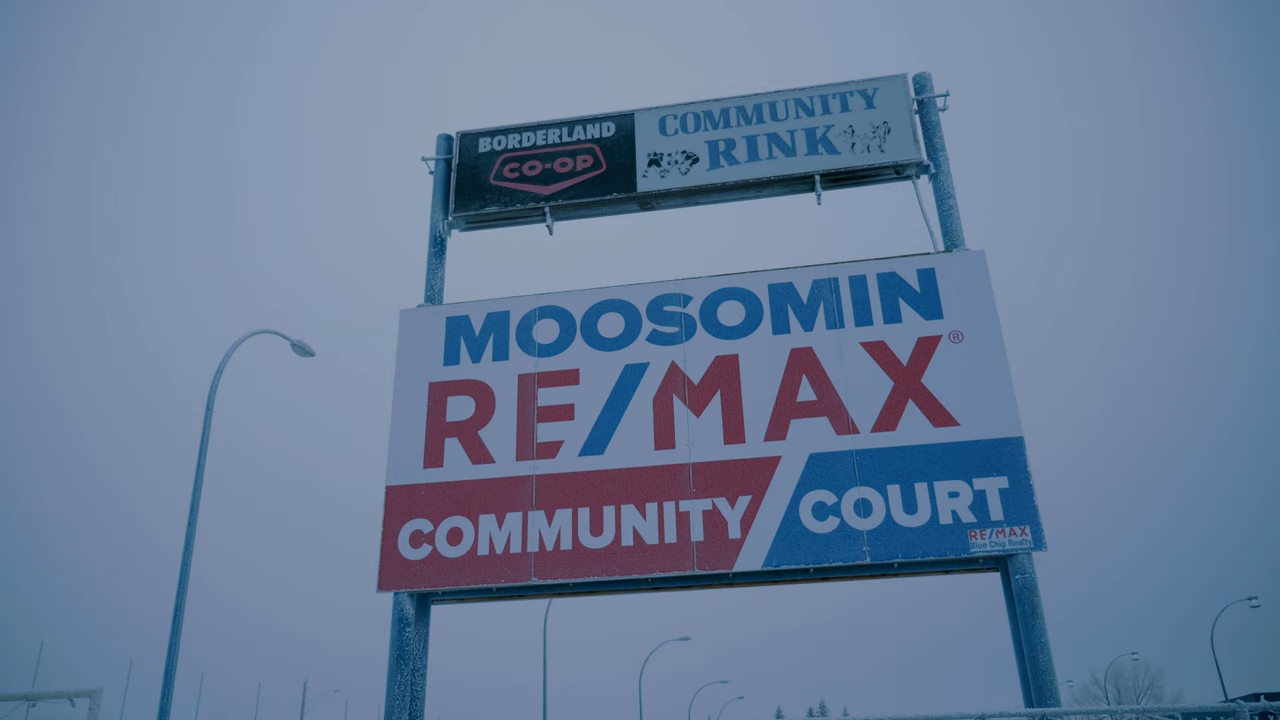 BORDERLAND
CO-OP
COMMUNITY
RINK
MOOSOMIN
RE/MAX®
COMMUNITY COURT
RE/MAX
Blue Chip Realty